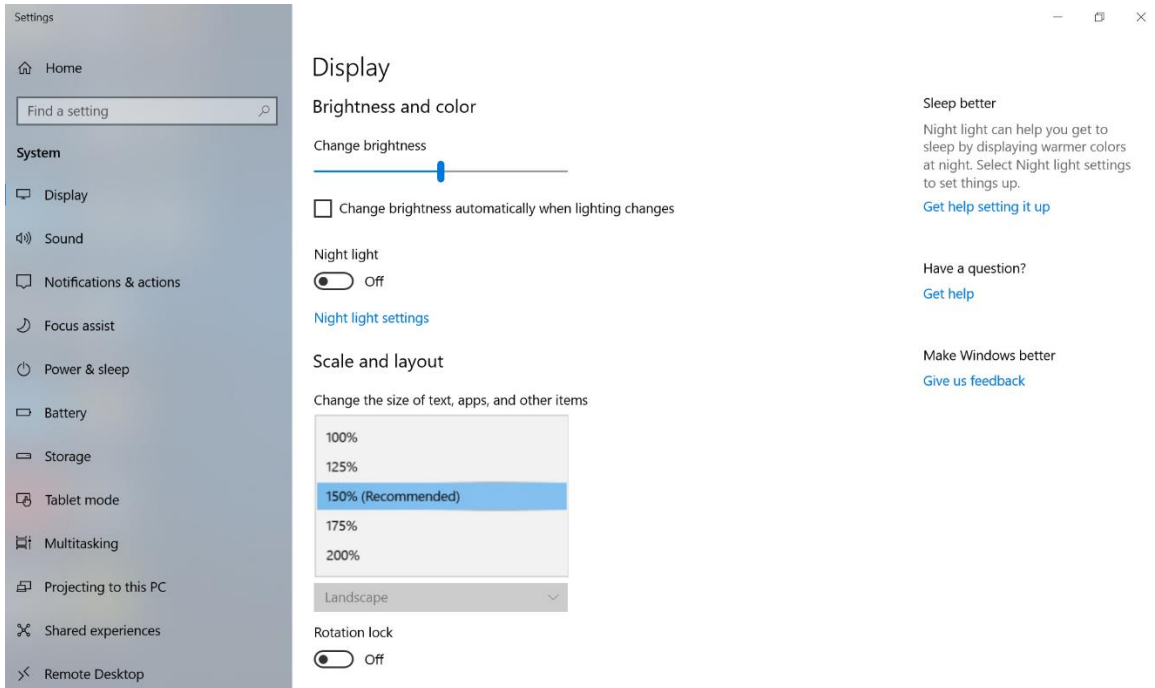 Settings
Home
Find a setting
System
Display
Sound
Notifications & actions
Focus assist
Power & sleep
Battery
Storage
Tablet mode
Multitasking
Projecting to this PC
Shared experiences
Remote Desktop
Display
Brightness and color
Change brightness
Change brightness automatically when lighting changes
Night light
Off
Night light settings
Scale and layout
Change the size of text, apps, and other items
100%
125%
150% (Recommended)
175%
200%
Landscape
Rotation lock
Off
Sleep better
Night light can help you get to
sleep by displaying warmer colors
at night. Select Night light settings
to set things up.
Get help setting it up
Have a question?
Get help
Make Windows better
Give us feedback